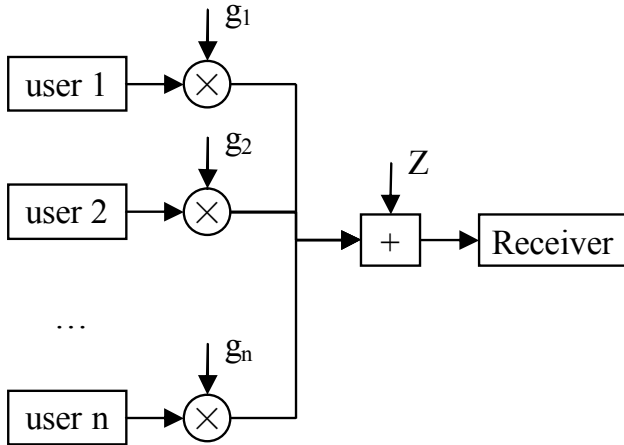 g1
user 1
×
g2
Z
user 2
×
+
Receiver
...
gn
user n
×